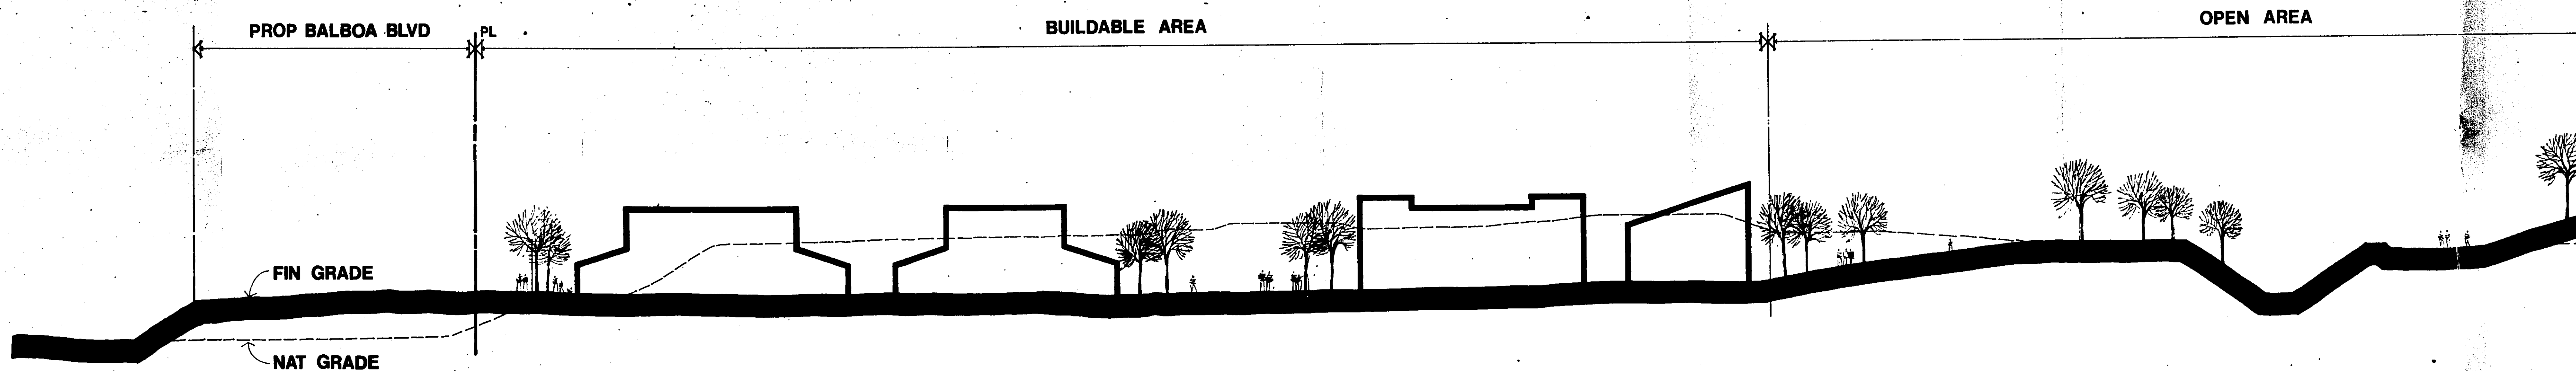 PROP BALBOA BLVD
PL
BUILDABLE AREA
OPEN AREA
FIN GRADE
NAT GRADE